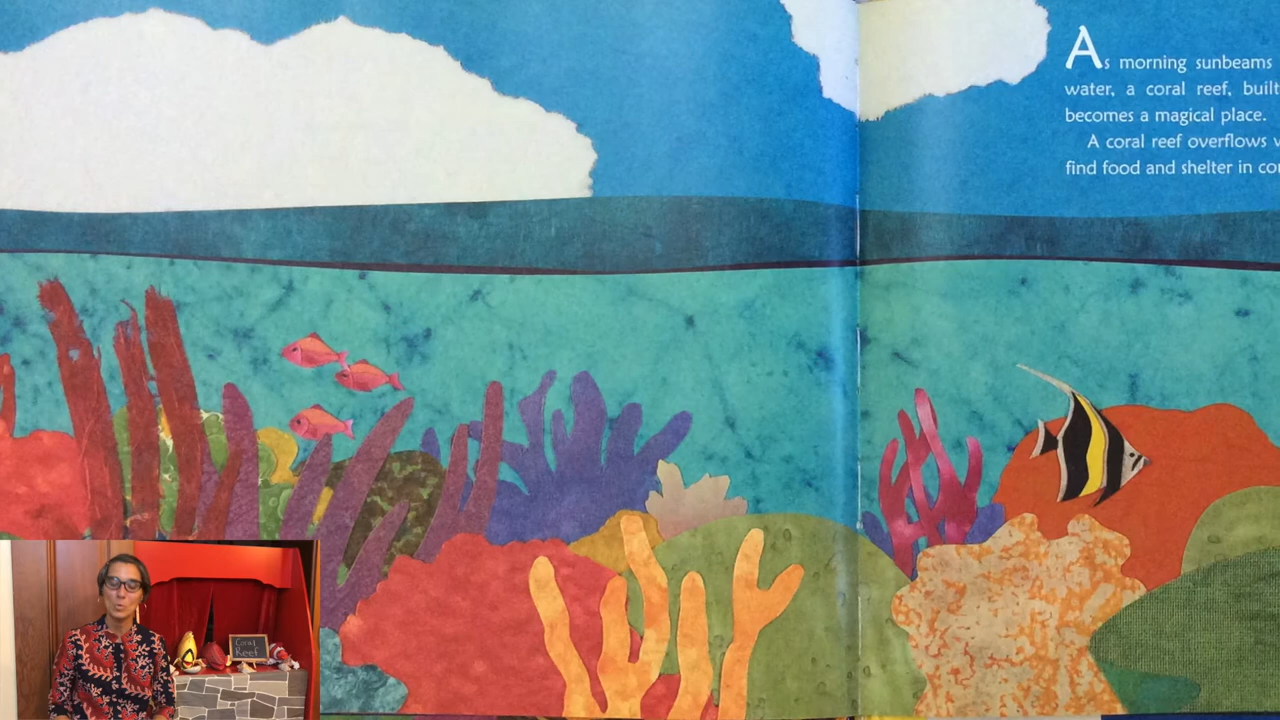 As morning sunbeams
water, a coral reef, built
becomes a magical place.
A coral reef overflows
find food and shelter in
Coral
Reef